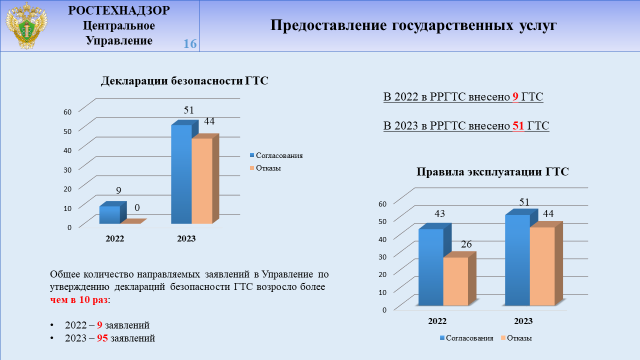 РОСТЕХНАДЗОР
Центральное
Управление
16
Предоставление государственных услуг
Декларации безопасности ГТС
60
50
40
30
20
10
0
9
0
51
44
2022
2023
Согласования
Отказы
В 2022 в РРГТС внесено 9 ГТС
В 2023 в РРГТС внесено 51 ГТС
Правила эксплуатации ГТС
60
50
40
30
20
10
0
43
26
51
44
2022
2023
Согласования
Отказы
Общее количество направляемых заявлений в Управление по
утверждению деклараций безопасности ГТС возросло более
чем в 10 раз:
• 2022 – 9 заявлений
• 2023 – 95 заявлений